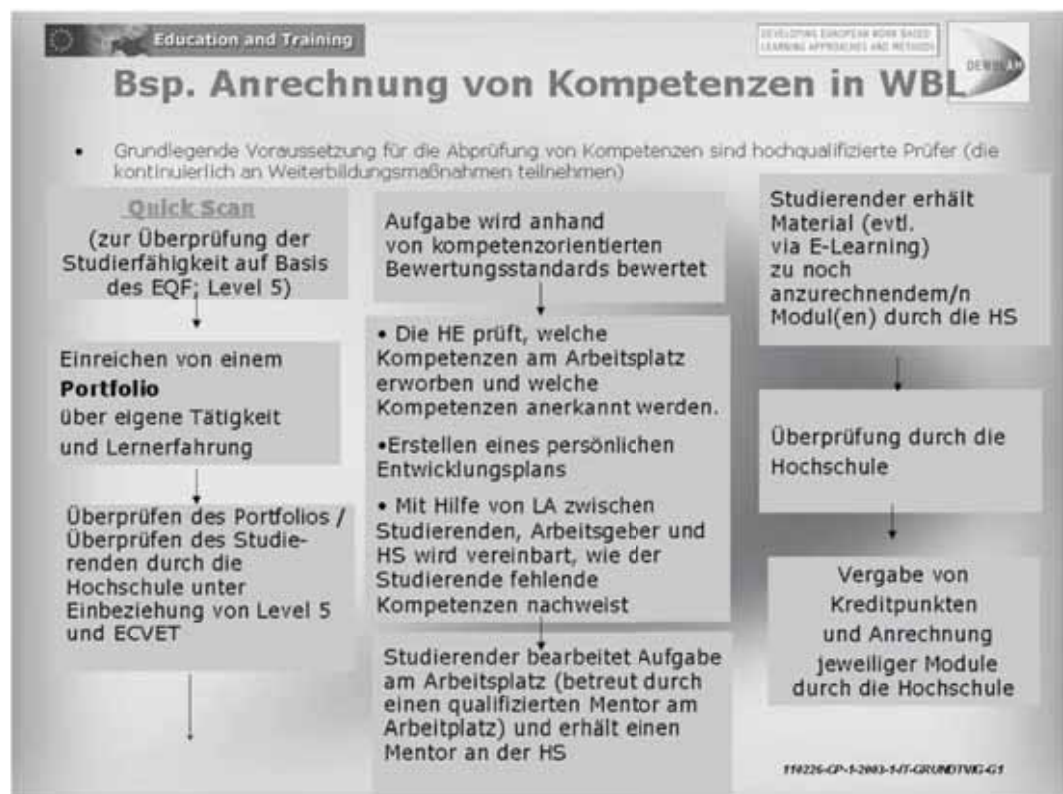 Education and Training
DEVELOPING EUROPEAN WORK BASED
LEARNING APPROACHES AND METHODS
Bsp. Anrechnung von Kompetenzen in WBL
• Grundlegende Voraussetzung für die Abprüfung von Kompetenzen sind hochqualifizierte Prüfer (die
kontinuierlich an Weiterbildungsmaßnahmen teilnehmen)
Quick Scan
(zur Überprüfung der
Studierfähigkeit auf Basis
des EQF; Level 5)
Einreichen von einem
Portfolio
über eigene Tätigkeit
und Lernerfahrung
Überprüfen des Portfolios /
Überprüfen des Studie-
renden durch die
Hochschule unter
Einbeziehung von Level 5
und ECVET
Aufgabe wird anhand
von kompetenzorientierten
Bewertungsstandards bewertet
• Die HE prüft, welche
Kompetenzen am Arbeitsplatz
erworben und welche
Kompetenzen anerkannt werden.
•Erstellen eines persönlichen
Entwicklungsplans
• Mit Hilfe von LA zwischen
Studierenden, Arbeitsgeber und
HS wird vereinbart, wie der
Studierende fehlende
Kompetenzen nachweist
Studierender bearbeitet Aufgabe
am Arbeitsplatz (betreut durch
einen qualifizierten Mentor am
Arbeitplatz) und erhält einen
Mentor an der HS
Studierender erhält
Material (evtl.
via E-Learning)
zu noch
anzurechnendem/n
Modul(en) durch die HS
Überprüfung durch die
Hochschule
Vergabe von
Kreditpunkten
und Anrechnung
jeweiliger Module
durch die Hochschule
110226-CP-1-2003-1-IT-GRUNDTVIG-G1